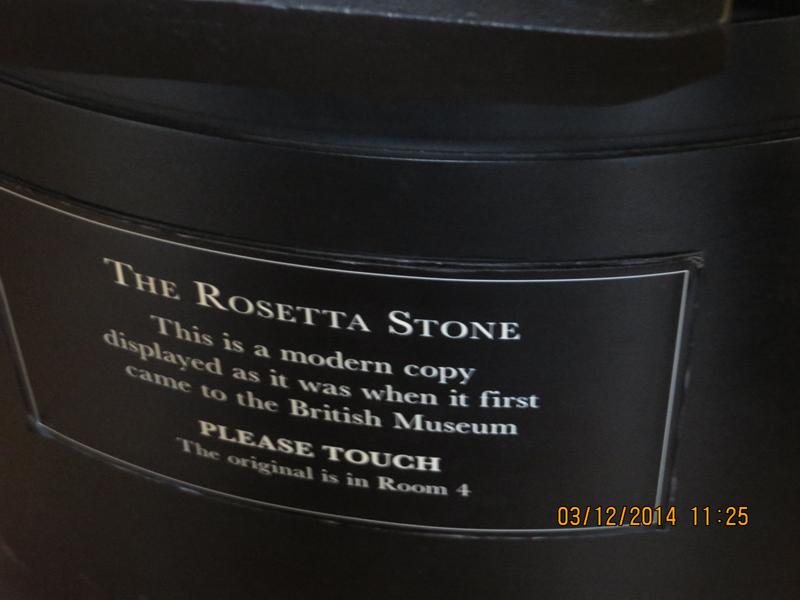 THE ROSETTA STONE
This is a modern copy
displayed as it was when it first
came to the British Museum
PLEASE TOUCH
The original is in Room 4
03/12/2014 11:25